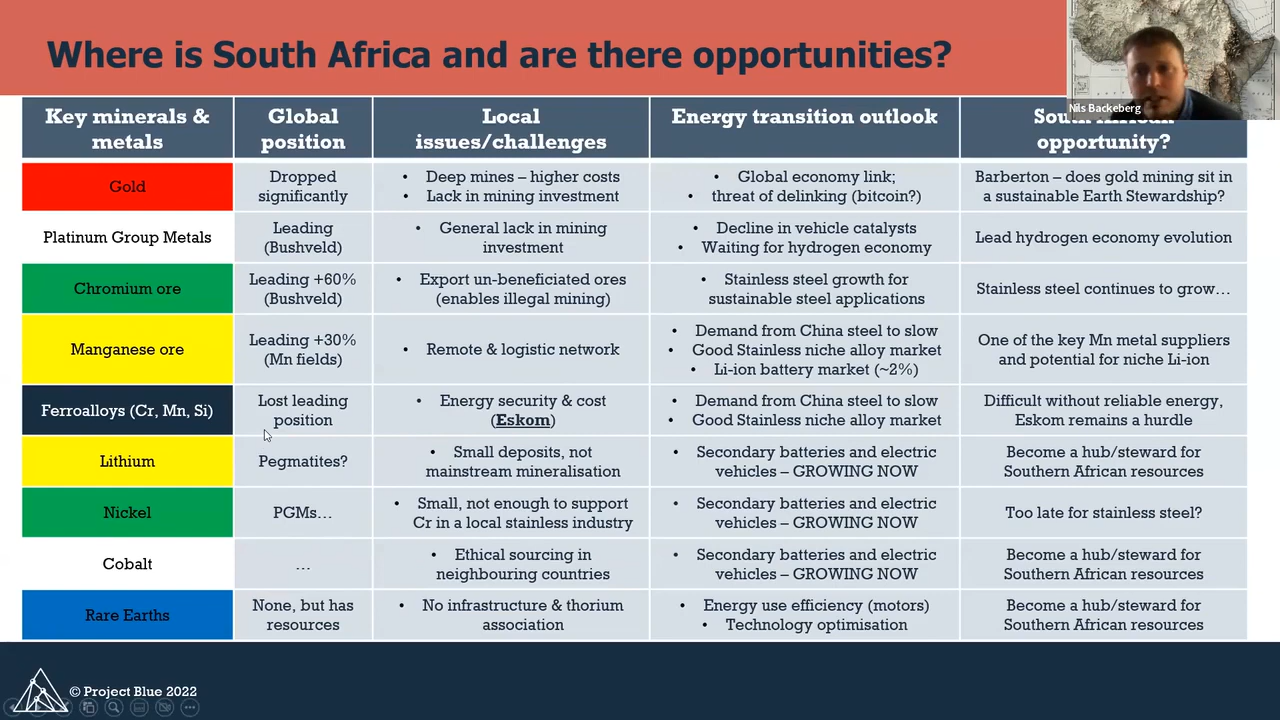 Where is South Africa and are there opportunities?
Nils Backeberg
Key minerals &
metals
Global
position
Local
issues/challenges
Energy transition outlook
opportunity?
Gold
Dropped
significantly
• Deep mines – higher costs
• Lack in mining investment
• Global economy link;
• threat of delinking (bitcoin?)
Barberton – does gold mining sit in
a sustainable Earth Stewardship?
Platinum Group Metals
Leading
(Bushveld)
• General lack in mining
investment
• Decline in vehicle catalysts
• Waiting for hydrogen economy
Lead hydrogen economy evolution
Chromium ore
Leading +60%
(Bushveld)
• Export un-beneficiated ores
(enables illegal mining)
• Stainless steel growth for
sustainable steel applications
Stainless steel continues to grow…
Manganese ore
Leading +30%
(Mn fields)
• Remote & logistic network
• Demand from China steel to slow
• Good Stainless niche alloy market
• Li-ion battery market (~2%)
One of the key Mn metal suppliers
and potential for niche Li-ion
Ferroalloys (Cr, Mn, Si)
Lost leading
position
• Energy security & cost
(Eskom)
• Demand from China steel to slow
• Good Stainless niche alloy market
Difficult without reliable energy,
Eskom remains a hurdle
Lithium
Pegmatites?
• Small deposits, not
mainstream mineralisation
• Secondary batteries and electric
vehicles – GROWING NOW
Become a hub/steward for
Southern African resources
Nickel
PGMs…
• Small, not enough to support
Cr in a local stainless industry
• Secondary batteries and electric
vehicles – GROWING NOW
Too late for stainless steel?
Cobalt
…
• Ethical sourcing in
neighbouring countries
• Secondary batteries and electric
vehicles – GROWING NOW
Become a hub/steward for
Southern African resources
Rare Earths
None, but has
resources
• No infrastructure & thorium
association
• Energy use efficiency (motors)
• Technology optimisation
Become a hub/steward for
Southern African resources
© Project Blue 2022